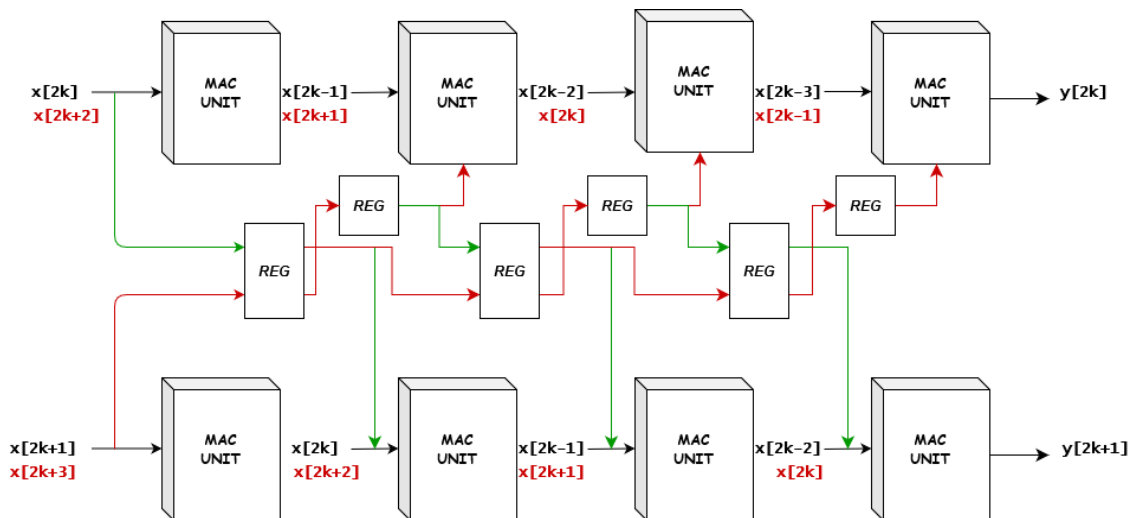 MAC
UNIT
MAC
UNIT
MAC
UNIT
MAC
UNIT
x[2k]
x[2k+2]
x[2k-1]
x[2k+1]
x[2k-2]
x[2k]
x[2k-3]
x[2k-1]
y[2k]
REG
REG
REG
REG
REG
REG
x[2k+1]
x[2k+3]
MAC
UNIT
x[2k]
x[2k+2]
MAC
UNIT
x[2k-1]
x[2k+1]
MAC
UNIT
x[2k-2]
x[2k]
MAC
UNIT
y[2k+1]